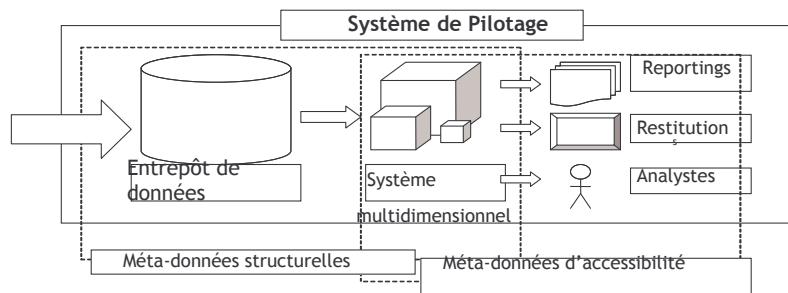 Système de Pilotage
Reportings
Restitution
s
Entrepôt de
données
Système
multidimensionnel
Analystes
Méta-données structurelles
Méta-données d’accessibilité